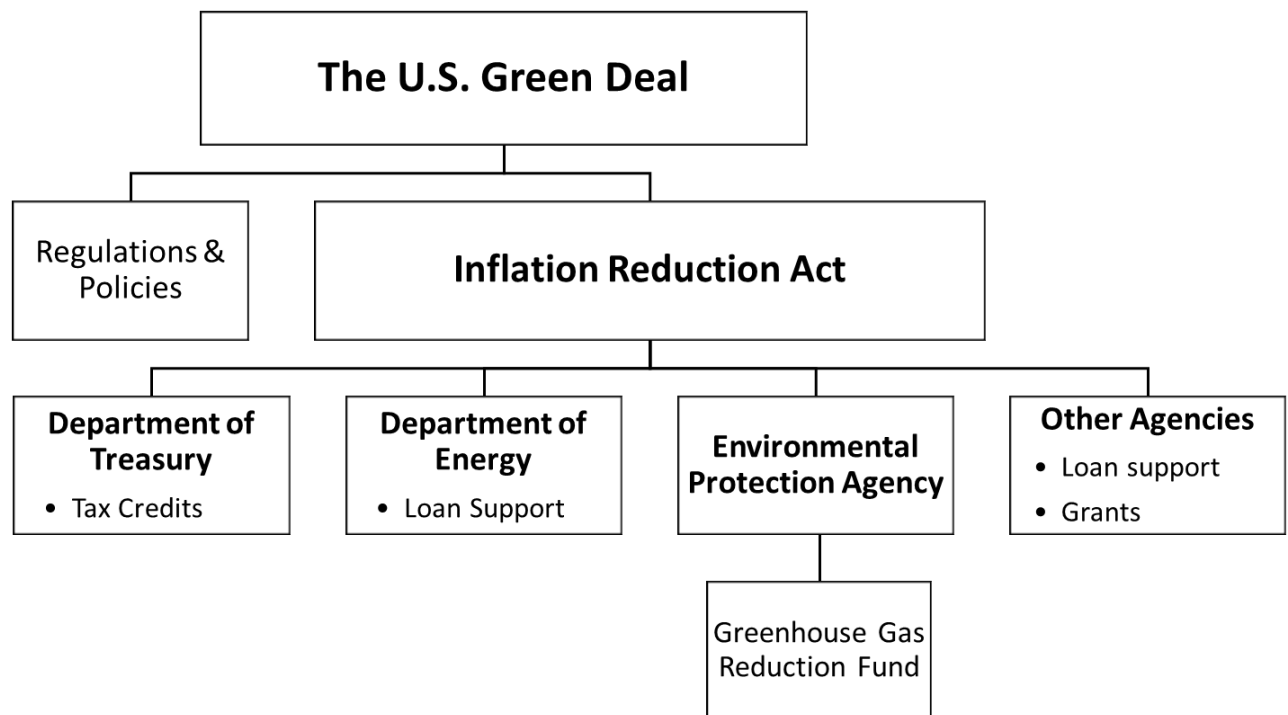 The U.S. Green Deal
Regulations &
Policies
Inflation Reduction Act
Department of
Treasury
• Tax Credits
Department of
Energy
• Loan Support
Environmental
Protection Agency
Other Agencies
• Loan support
• Grants
Greenhouse Gas
Reduction Fund